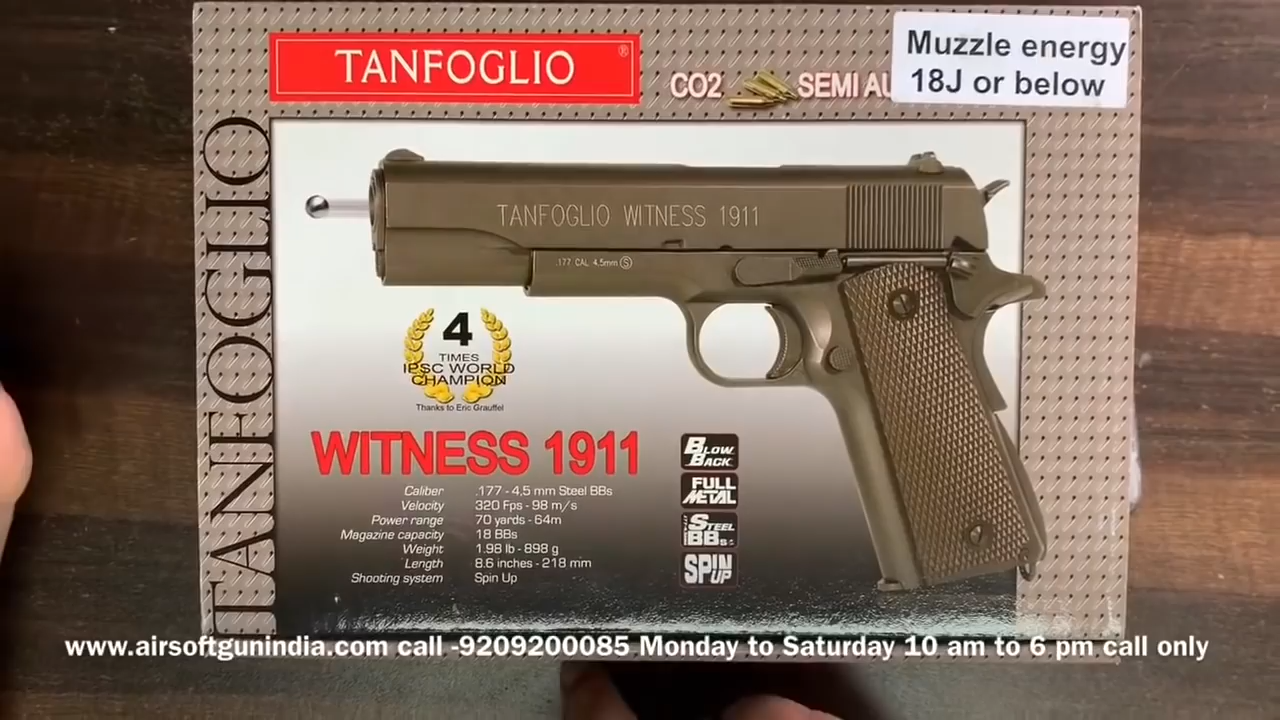 TANFOGLIO ®
CO2 SEMI AU
Muzzle energy
18J or below
TANFOGLIO
TANFOGLIO WITNESS 1911
.177 CAL 4.5mm Ⓢ
4
TIMES
IPSC WORLD
CHAMPION
Thanks to Eric Grauffel
WITNESS 1911
Caliber .177 - 4,5 mm Steel BBs
Velocity 320 Fps - 98 m/s
Power range 70 yards - 64m
Magazine capacity 18 BBs
Weight 1.98 lb - 898 g
Length 8.6 inches - 218 mm
Shooting system Spin Up
BLOW BACK
FULL METAL
STEEL BBs
SPIN UP
www.airsoftgunindia.com call -9209200085 Monday to Saturday 10 am to 6 pm call only